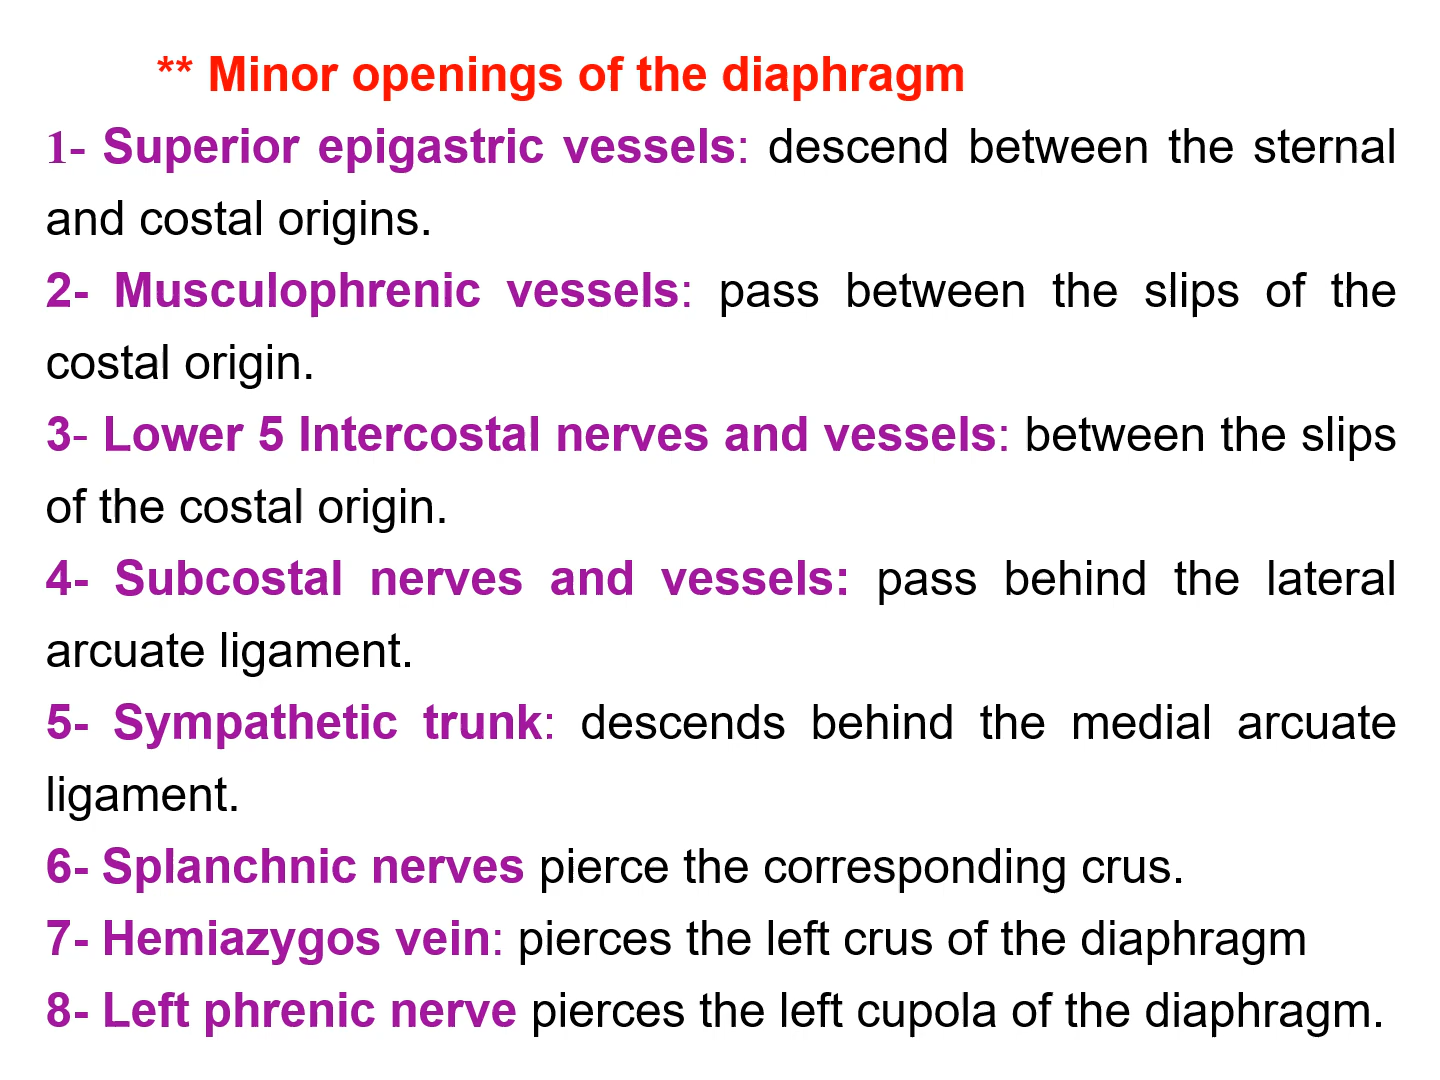 ** Minor openings of the diaphragm
1- Superior epigastric vessels: descend between the sternal
and costal origins.
2- Musculophrenic vessels: pass between the slips of the
costal origin.
3- Lower 5 Intercostal nerves and vessels: between the slips
of the costal origin.
4- Subcostal nerves and vessels: pass behind the lateral
arcuate ligament.
5- Sympathetic trunk: descends behind the medial arcuate
ligament.
6- Splanchnic nerves pierce the corresponding crus.
7- Hemiazygos vein: pierces the left crus of the diaphragm
8- Left phrenic nerve pierces the left cupola of the diaphragm.